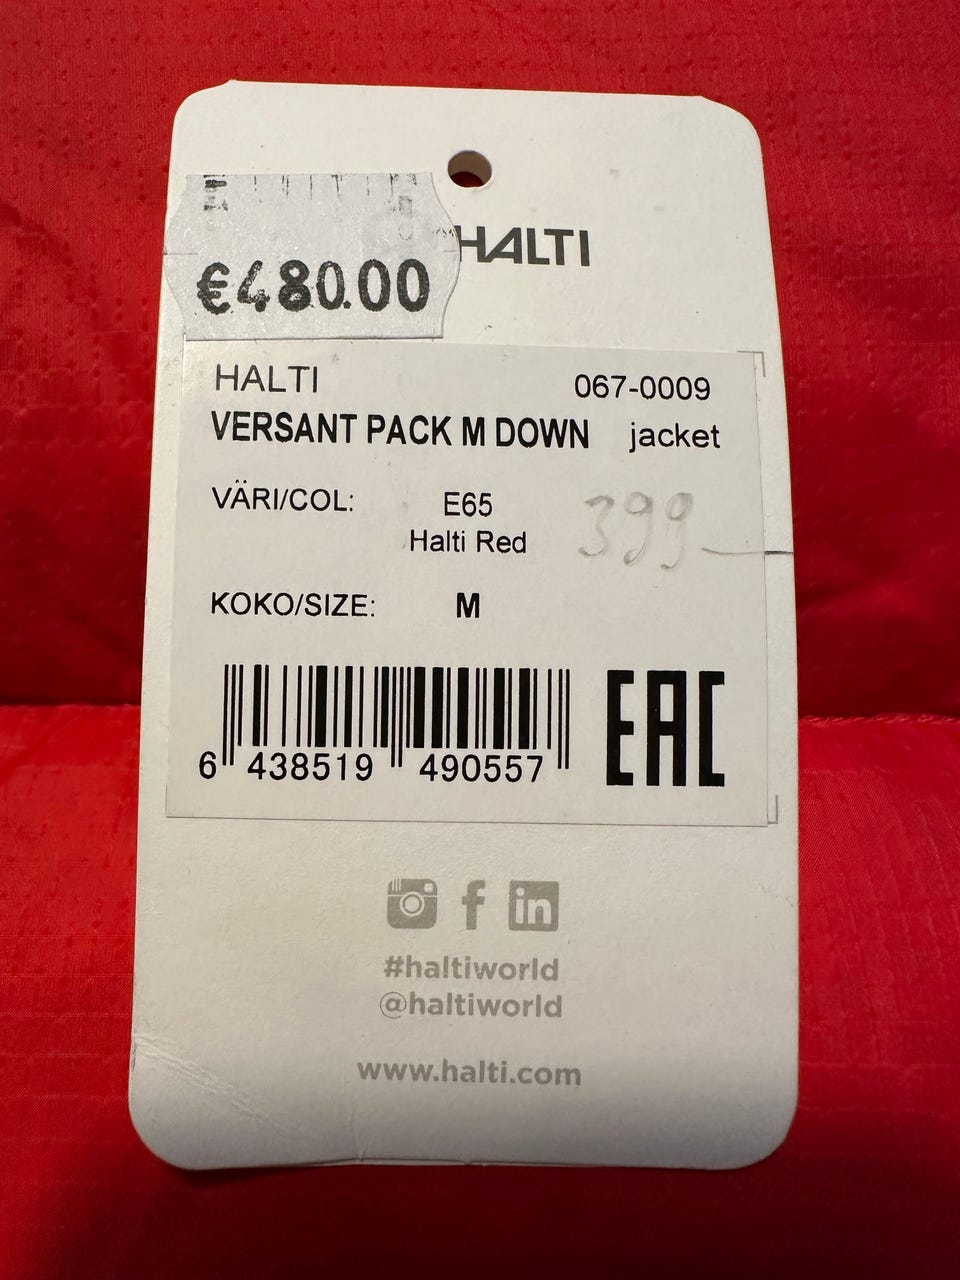 HALTI
€480.00
HALTI 067-0009
VERSANT PACK M DOWN jacket
VÄRI/COL: E65
Halti Red
399
KOKO/SIZE: M
EAC
6 438519 490557
in
#haltiworld
@haltiworld
www.halti.com